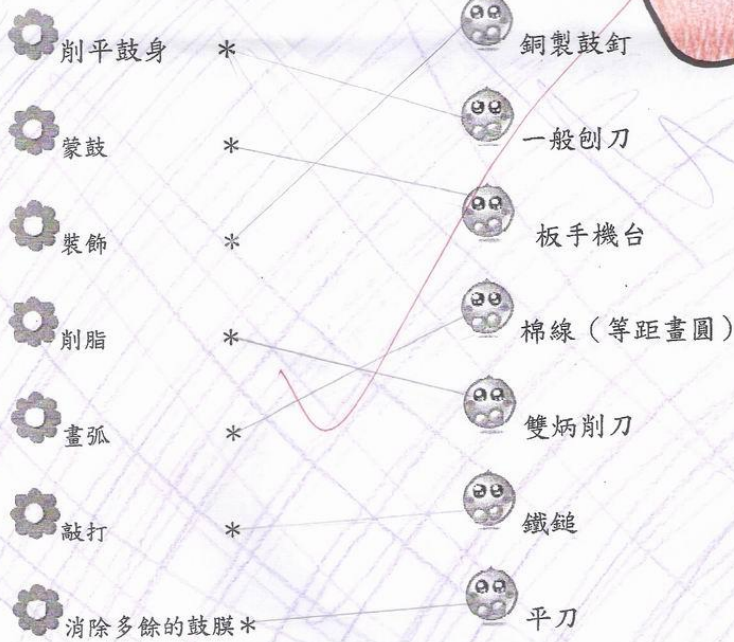 削平鼓身 * 銅製鼓釘
一般刨刀
蒙鼓 *
裝飾 * 板手機台
削脂 * 棉線（等距畫圓）
畫弧 * 雙炳削刀
敲打 * 鐵鎚
消除多餘的鼓膜* 平刀